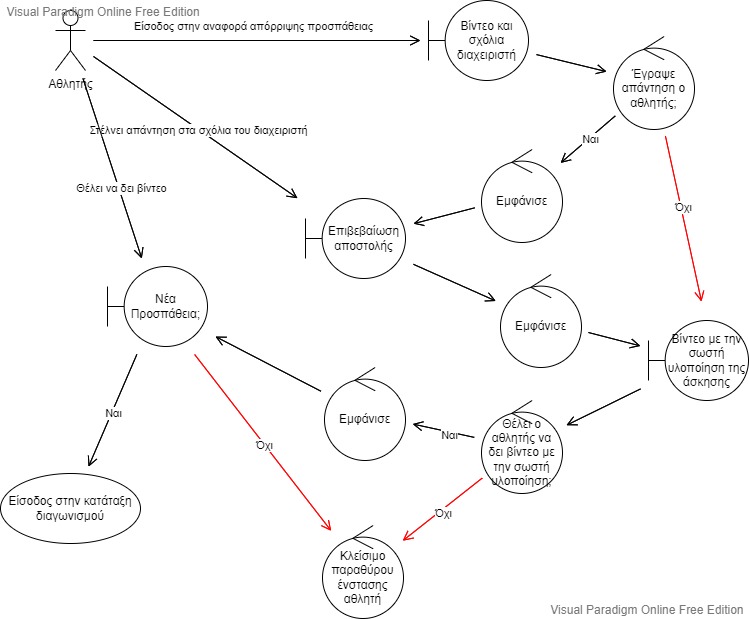 Visual Paradigm Online Free Edition
Είσοδος στην αναφορά απόρριψης προσπάθειας
Βίντεο και
σχόλια
διαχειριστή
Αθλητής
Έγραψε
απάντηση ο
αθλητής;
Στέλνει απάντηση στα σχόλια του διαχειριστή
Ναι
Θέλει να δει βίντεο
Εμφάνισε
Όχι
Επιβεβαίωση
αποστολής
Νέα
Προσπάθεια;
Εμφάνισε
Βίντεο με την
σωστή
υλοποίηση της
άσκησης
Ναι
Εμφάνισε
Θέλει ο
αθλητής να
δει βίντεο με
την σωστή
υλοποίηση;
Ναι
Όχι
Είσοδος στην κατάταξη
διαγωνισμού
Όχι
Κλείσιμο
παραθύρου
ένστασης
αθλητή
Visual Paradigm Online Free Edition